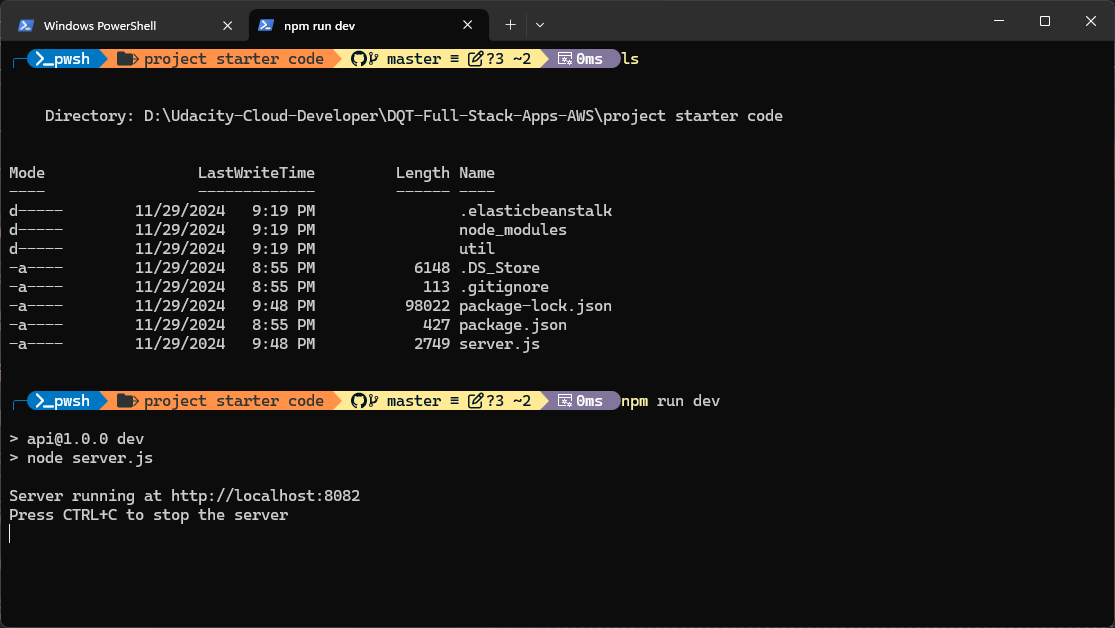 Windows PowerShell
npm run dev
pwsh project starter code master ≡ ?3 ~2 0ms ls
Directory: D:\Udacity-Cloud-Developer\DQT-Full-Stack-Apps-AWS\project starter code
Mode LastWriteTime Length Name
---- ------------- ------ ----
d----- 11/29/2024 9:19 PM .elasticbeanstalk
d----- 11/29/2024 9:19 PM node_modules
d----- 11/29/2024 9:19 PM util
-a---- 11/29/2024 8:55 PM 6148 .DS_Store
-a---- 11/29/2024 8:55 PM 113 .gitignore
-a---- 11/29/2024 9:48 PM 98022 package-lock.json
-a---- 11/29/2024 8:55 PM 427 package.json
-a---- 11/29/2024 9:48 PM 2749 server.js
pwsh project starter code master ≡ ?3 ~2 0ms npm run dev
> api@1.0.0 dev
> node server.js
Server running at http://localhost:8082
Press CTRL+C to stop the server